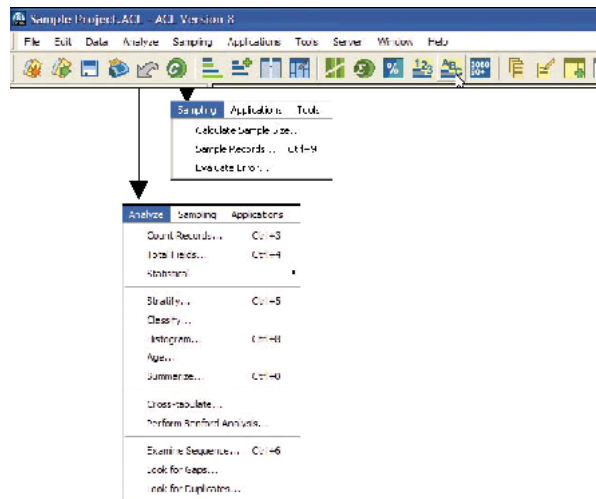 Sample Project.ACL - ACL Version 8
File Edit Data Analyze Sampling Applications Tools Server Window Help
Sampling Applications Tools
Calculate Sample Size...
Sample Records... Ctrl+9
Evaluate Error...
Analyze Sampling Applications
Count Records... Ctrl+3
Total Fields... Ctrl+4
Statistical
Stratify... Ctrl+5
Classify...
Histogram... Ctrl+8
Age...
Summarize... Ctrl+0
Cross-tabulate...
Perform Benford Analysis...
Examine Sequence... Ctrl+6
Look for Gaps...
Look for Duplicates...